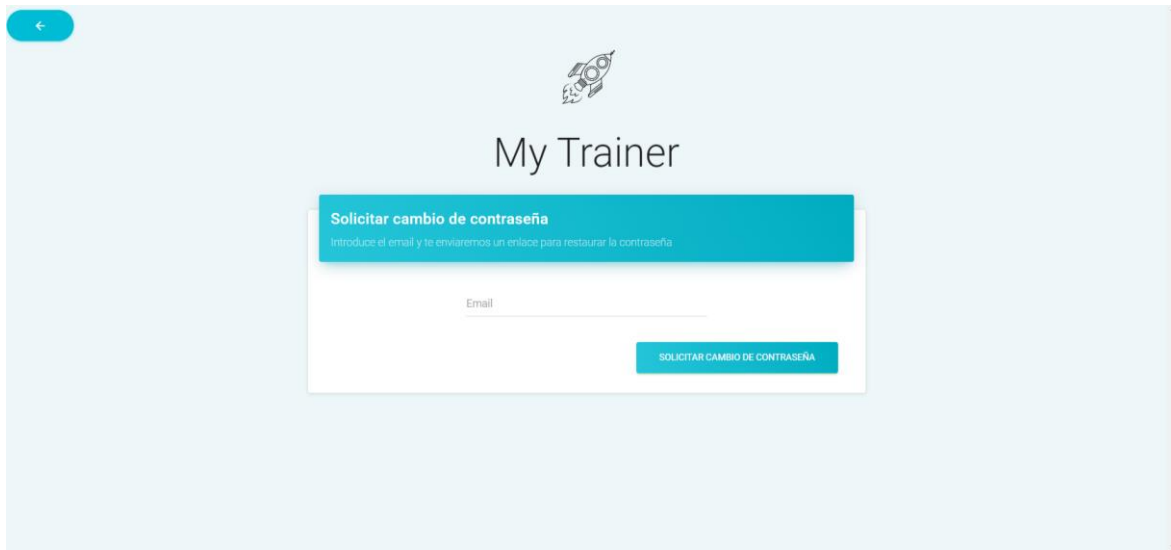 My Trainer
Solicitar cambio de contraseña
Introduce el email y te enviaremos un enlace para restaurar la contraseña
Email
SOLICITAR CAMBIO DE CONTRASEÑA